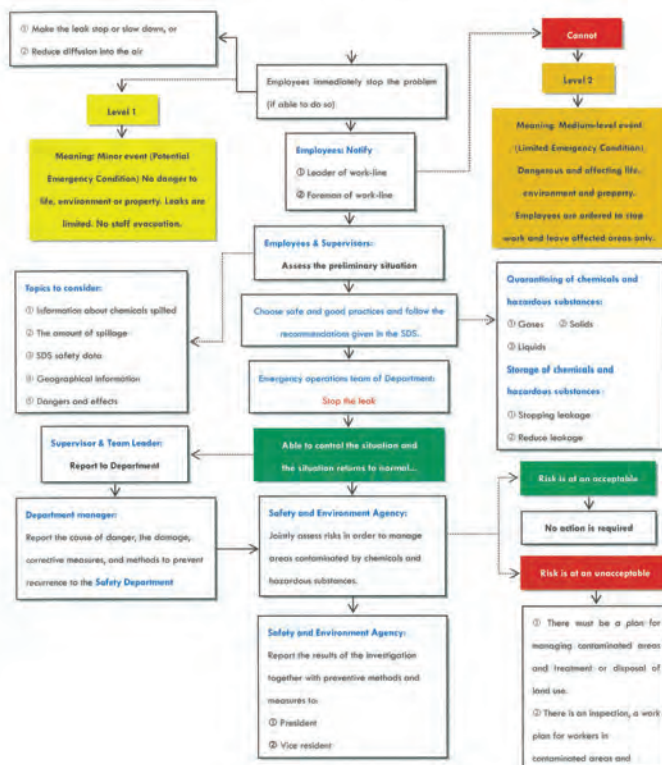 ① Make the leak stop or slow down, or
② Reduce diffusion into the air
Cannot
Employees immediately stop the problem
(if able to do so)
Level 1
Level 2
Meaning: Minor event (Potential
Emergency Condition) No danger to
life, environment or property. Leaks are
limited. No staff evacuation.
Employees: Notify
① Leader of work-line
② Foreman of work-line
Meaning: Medium-level event
(Limited Emergency Condition)
Dangerous and affecting life,
environment and property.
Employees are ordered to stop
work and leave affected areas only.
Employees & Supervisors:
Assess the preliminary situation
Topics to consider:
① Information about chemicals spilled
② The amount of spillage
③ SDS safety data
④ Geographical information
⑤ Dangers and effects
Choose safe and good practices and follow the
recommendations given in the SDS.
Quarantining of chemicals and
hazardous substances:
① Gases ② Solids
③ Liquids
Storage of chemicals and
hazardous substances :
① Stopping leakage
② Reduce leakage
Emergency operations team of Department:
Stop the leak
Supervisor & Team Leader:
Report to Department
Able to control the situation and
the situation returns to normal...
Risk is at an acceptable
No action is required
Department manager:
Report the cause of danger, the damage,
corrective measures, and methods to prevent
recurrence to the Safety Department
Safety and Environment Agency:
Jointly assess risks in order to manage
areas contaminated by chemicals and
hazardous substances.
Risk is at an unacceptable
① There must be a plan for
managing contaminated areas
and treatment or disposal of
land use.
② There is an inspection, a work
plan for workers in
contaminated areas and
Safety and Environment Agency:
Report the results of the investigation
together with preventive methods and
measures to:
① President
② Vice resident